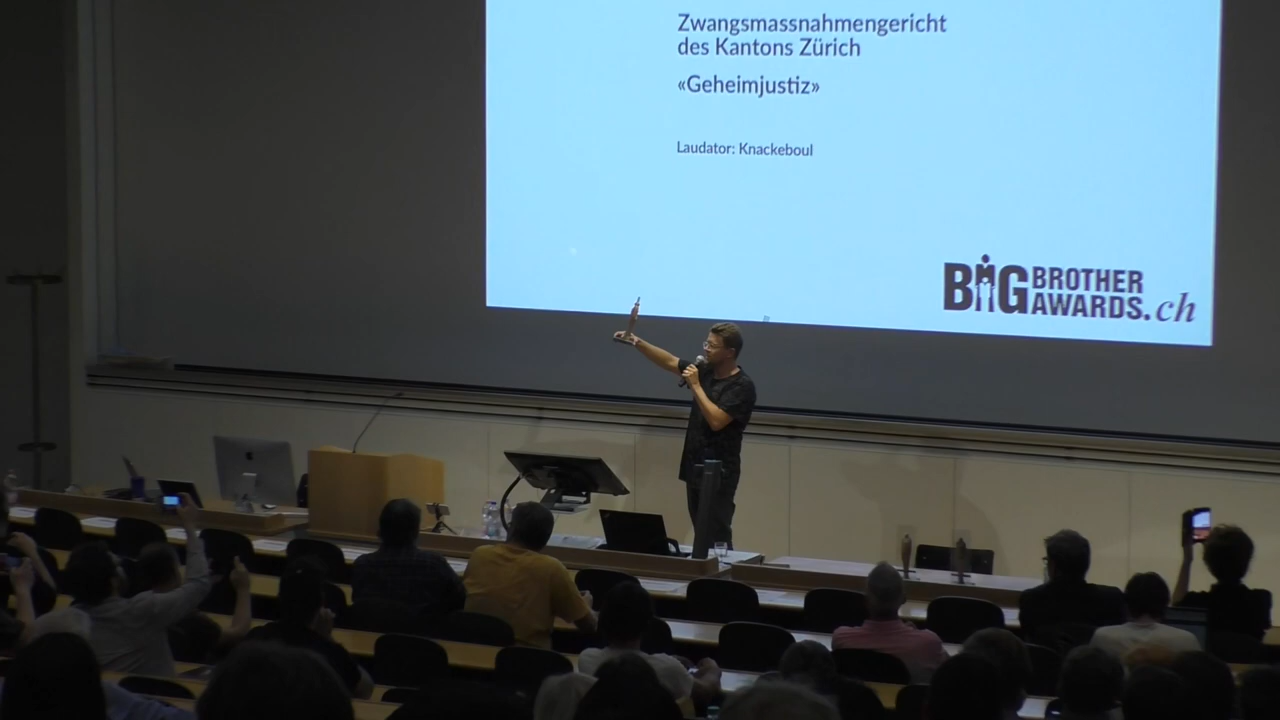 Zwangsmassnahmengericht
des Kantons Zürich
«Geheimjustiz»
Laudator: Knackeboul
BIG BROTHER
AWARDS.ch